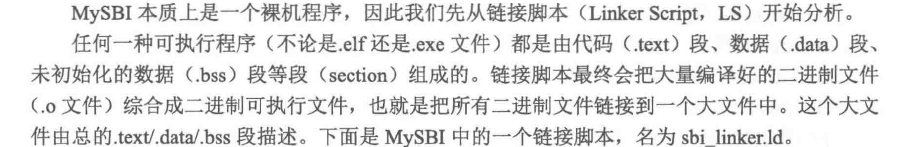 MySBI 本质上是一个裸机程序，因此我们先从链接脚本（Linker Script，LS）开始分析。
任何一种可执行程序（不论是.elf 还是.exe 文件）都是由代码（.text）段、数据（.data）段、
未初始化的数据（.bss）段等段（section）组成的。链接脚本最终会把大量编译好的二进制文件
（.o 文件）综合成二进制可执行文件，也就是把所有二进制文件链接到一个大文件中。这个大文
件由总的.text/.data/.bss 段描述。下面是 MySBI 中的一个链接脚本，名为 sbi_linker.ld。